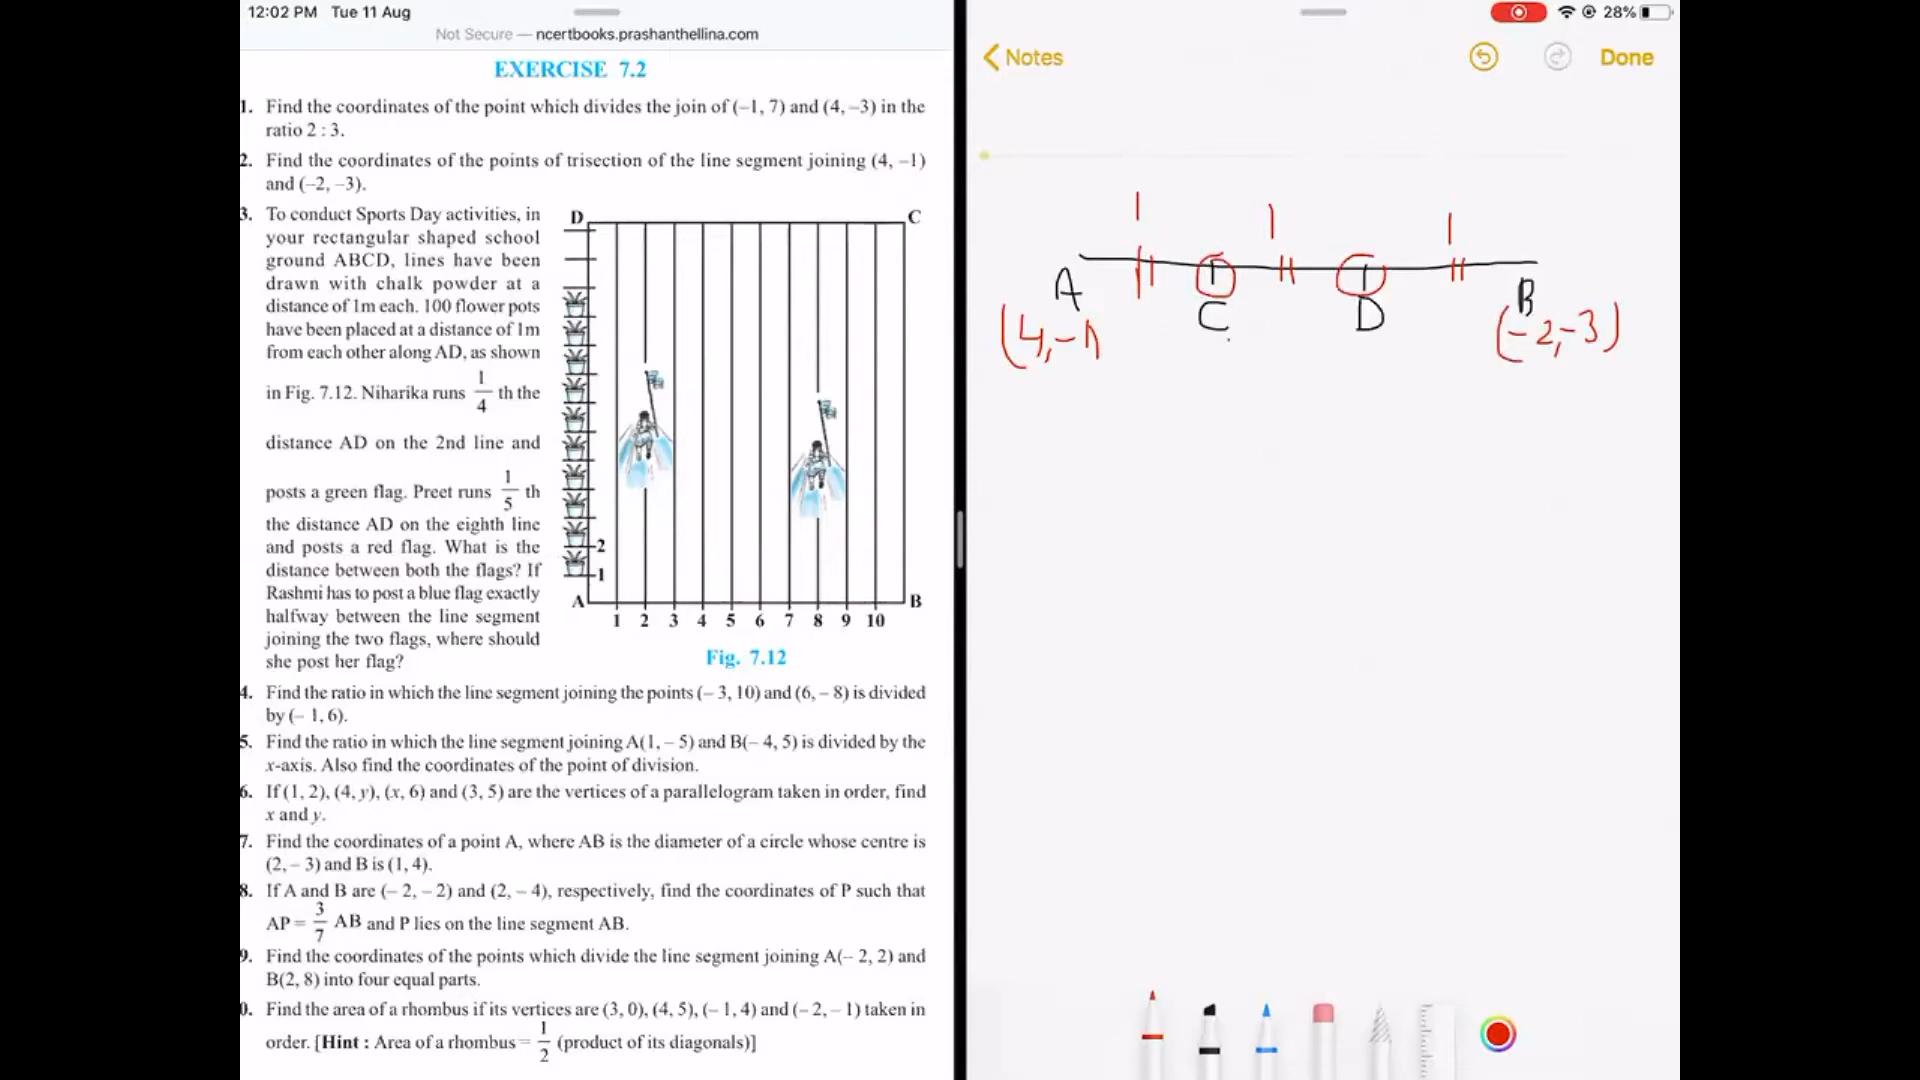 12:02 PM Tue 11 Aug
28%
Not Secure — ncertbooks.prashanthellina.com
Notes
Done
EXERCISE 7.2
1. Find the coordinates of the point which divides the join of (–1, 7) and (4, –3) in the
ratio 2 : 3.
2. Find the coordinates of the points of trisection of the line segment joining (4, –1)
and (–2, –3).
3. To conduct Sports Day activities, in
your rectangular shaped school
ground ABCD, lines have been
drawn with chalk powder at a
distance of 1m each. 100 flower pots
have been placed at a distance of 1m
from each other along AD, as shown
in Fig. 7.12. Niharika runs 1/4 th the
distance AD on the 2nd line and
posts a green flag. Preet runs 1/5 th
the distance AD on the eighth line
and posts a red flag. What is the
distance between both the flags? If
Rashmi has to post a blue flag exactly
halfway between the line segment
joining the two flags, where should
she post her flag?
D C
2
1
A B
1 2 3 4 5 6 7 8 9 10
Fig. 7.12
4. Find the ratio in which the line segment joining the points (– 3, 10) and (6, – 8) is divided
by (– 1, 6).
5. Find the ratio in which the line segment joining A(1, – 5) and B(– 4, 5) is divided by the
x-axis. Also find the coordinates of the point of division.
6. If (1, 2), (4, y), (x, 6) and (3, 5) are the vertices of a parallelogram taken in order, find
x and y.
7. Find the coordinates of a point A, where AB is the diameter of a circle whose centre is
(2, – 3) and B is (1, 4).
8. If A and B are (– 2, – 2) and (2, – 4), respectively, find the coordinates of P such that
AP = 3/7 AB and P lies on the line segment AB.
9. Find the coordinates of the points which divide the line segment joining A(– 2, 2) and
B(2, 8) into four equal parts.
0. Find the area of a rhombus if its vertices are (3, 0), (4, 5), (– 1, 4) and (– 2, – 1) taken in
order. [Hint : Area of a rhombus = 1/2 (product of its diagonals)]
1 1 1
A C D B
(4,-1) (-2,-3)